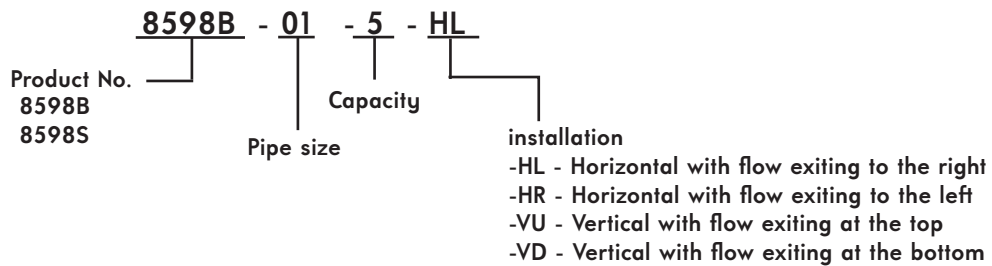 8598B - 01 - 5 - HL
Product No.
8598B
8598S
Capacity
Pipe size
installation
-HL - Horizontal with flow exiting to the right
-HR - Horizontal with flow exiting to the left
-VU - Vertical with flow exiting at the top
-VD - Vertical with flow exiting at the bottom